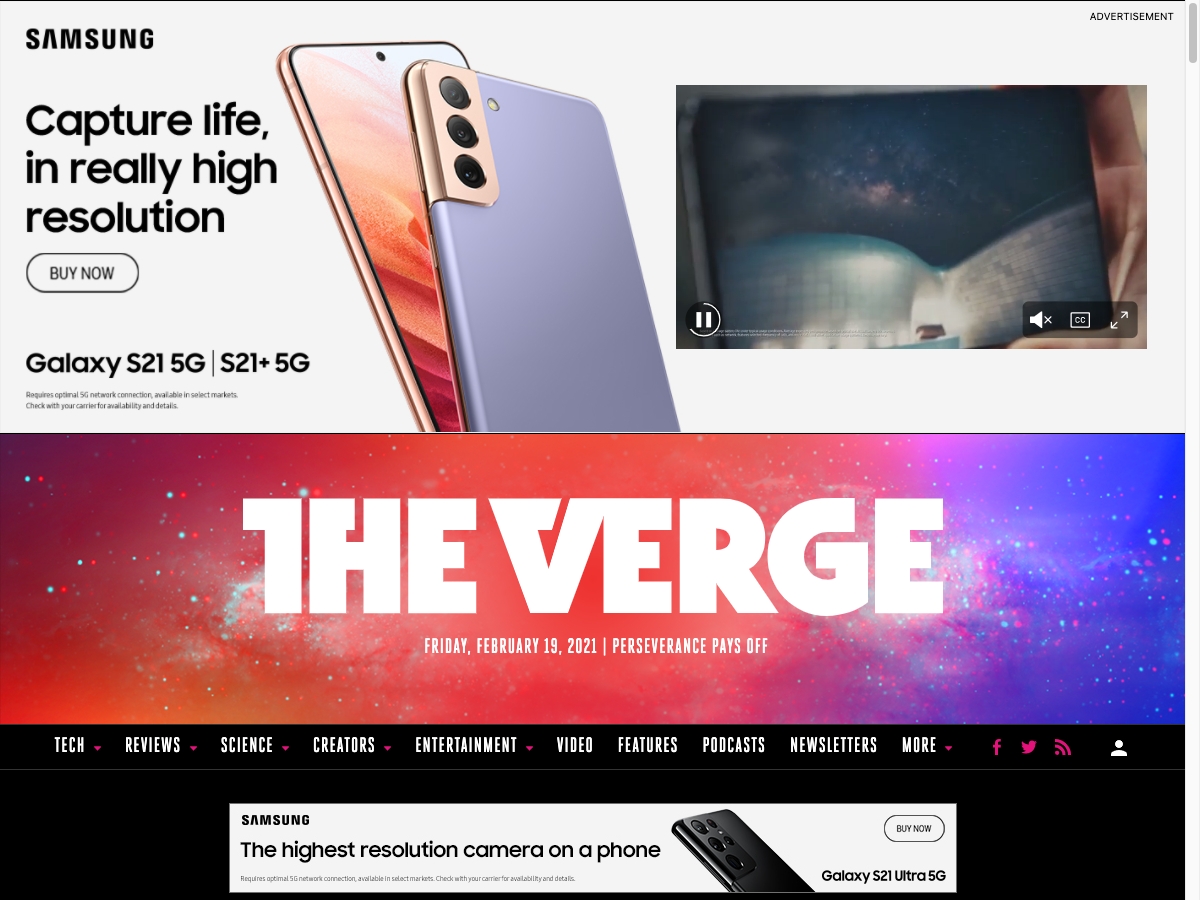 ADVERTISEMENT
SAMSUNG
Capture life,
in really high
resolution
BUY NOW
Galaxy S21 5G | S21+ 5G
Requires optimal 5G network connection, available in select markets.
Check with your carrier for availability and details.
CC
THE VERGE
FRIDAY, FEBRUARY 19, 2021 | PERSEVERANCE PAYS OFF
TECH REVIEWS SCIENCE CREATORS ENTERTAINMENT VIDEO FEATURES PODCASTS NEWSLETTERS MORE
SAMSUNG
The highest resolution camera on a phone
Requires optimal 5G network connection, available in select markets. Check with your carrier for availability and details.
BUY NOW
Galaxy S21 Ultra 5G